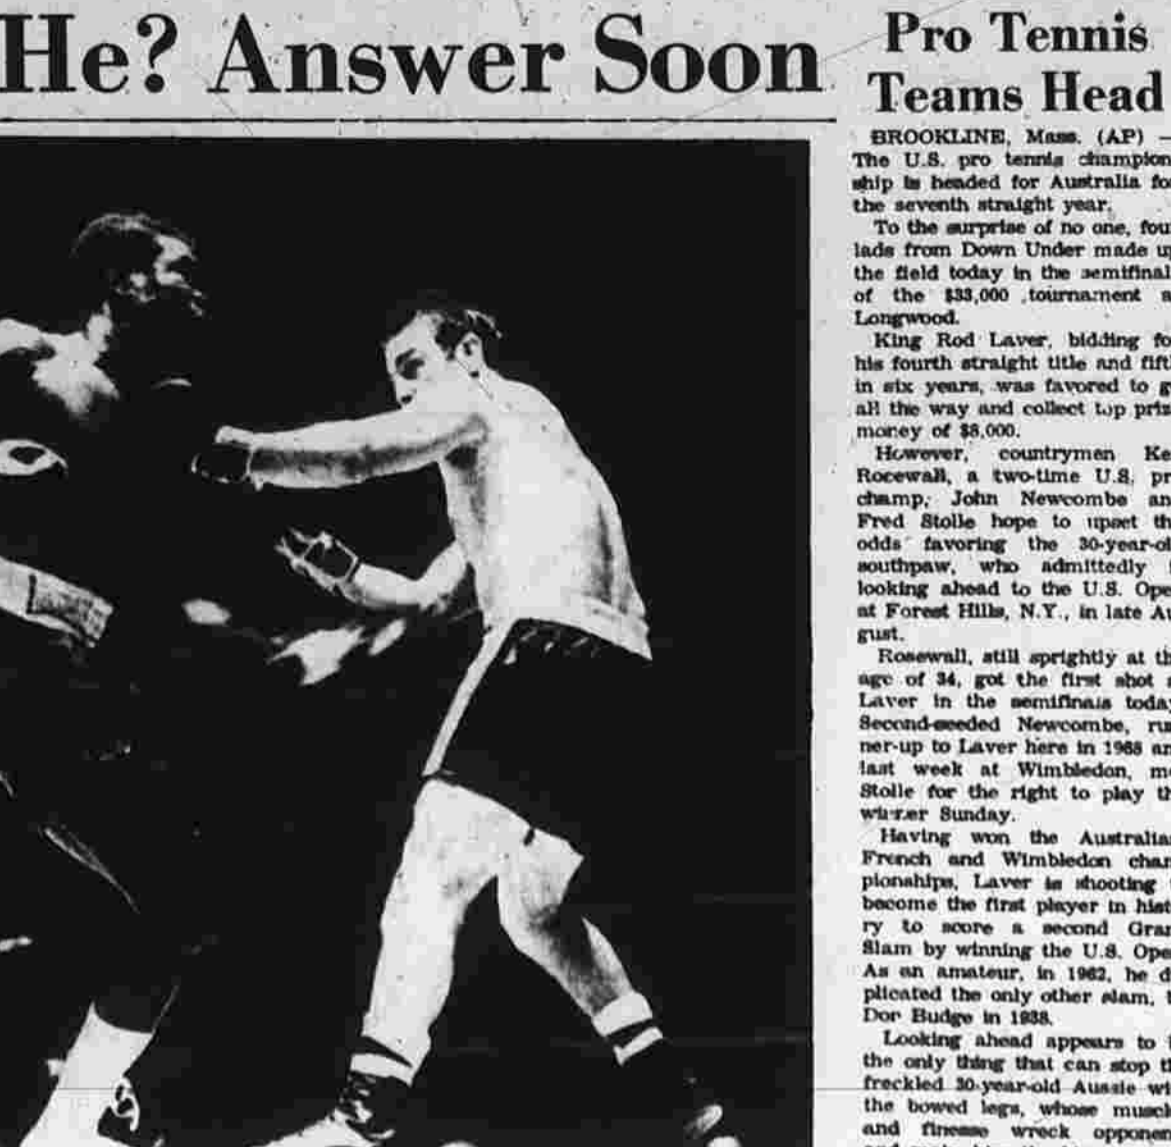 He? Answer Soon
Pro Tennis
Teams Head
BROOKLINE, Mass. (AP) —
The U.S. pro tennis champion
ship is headed for Australia fo
the seventh straight year.
To the surprise of no one, fou
lads from Down Under made u
the field today in the semifinal
of the $33,000 tournament a
Longwood.
King Rod Laver, bidding fo
his fourth straight title and fift
in six years, was favored to g
all the way and collect top priz
money of $8,000.
However, countrymen Ke
Rocewall, a two-time U.S. pr
champ, John Newcombe an
Fred Stolle hope to upset th
odds favoring the 30-year-ol
southpaw, who admittedly i
looking ahead to the U.S. Ope
at Forest Hills, N.Y., in late Au
gust.
Rosewall, still sprightly at th
age of 34, got the first shot a
Laver in the semifinals today
Second-seeded Newcombe, ru
ner-up to Laver here in 1968 an
last week at Wimbledon, me
Stolle for the right to play th
winner Sunday.
Having won the Australia
French and Wimbledon cha
pionships, Laver is shooting t
become the first player in hist
ry to score a second Gran
Slam by winning the U.S. Ope
As an amateur, in 1962, he d
plicated the only other slam, b
Don Budge in 1938.
Looking ahead appears to b
the only thing that can stop th
freckled 30-year-old Aussie wi
the bowed legs, whose muscl
and finesse wreck opponen